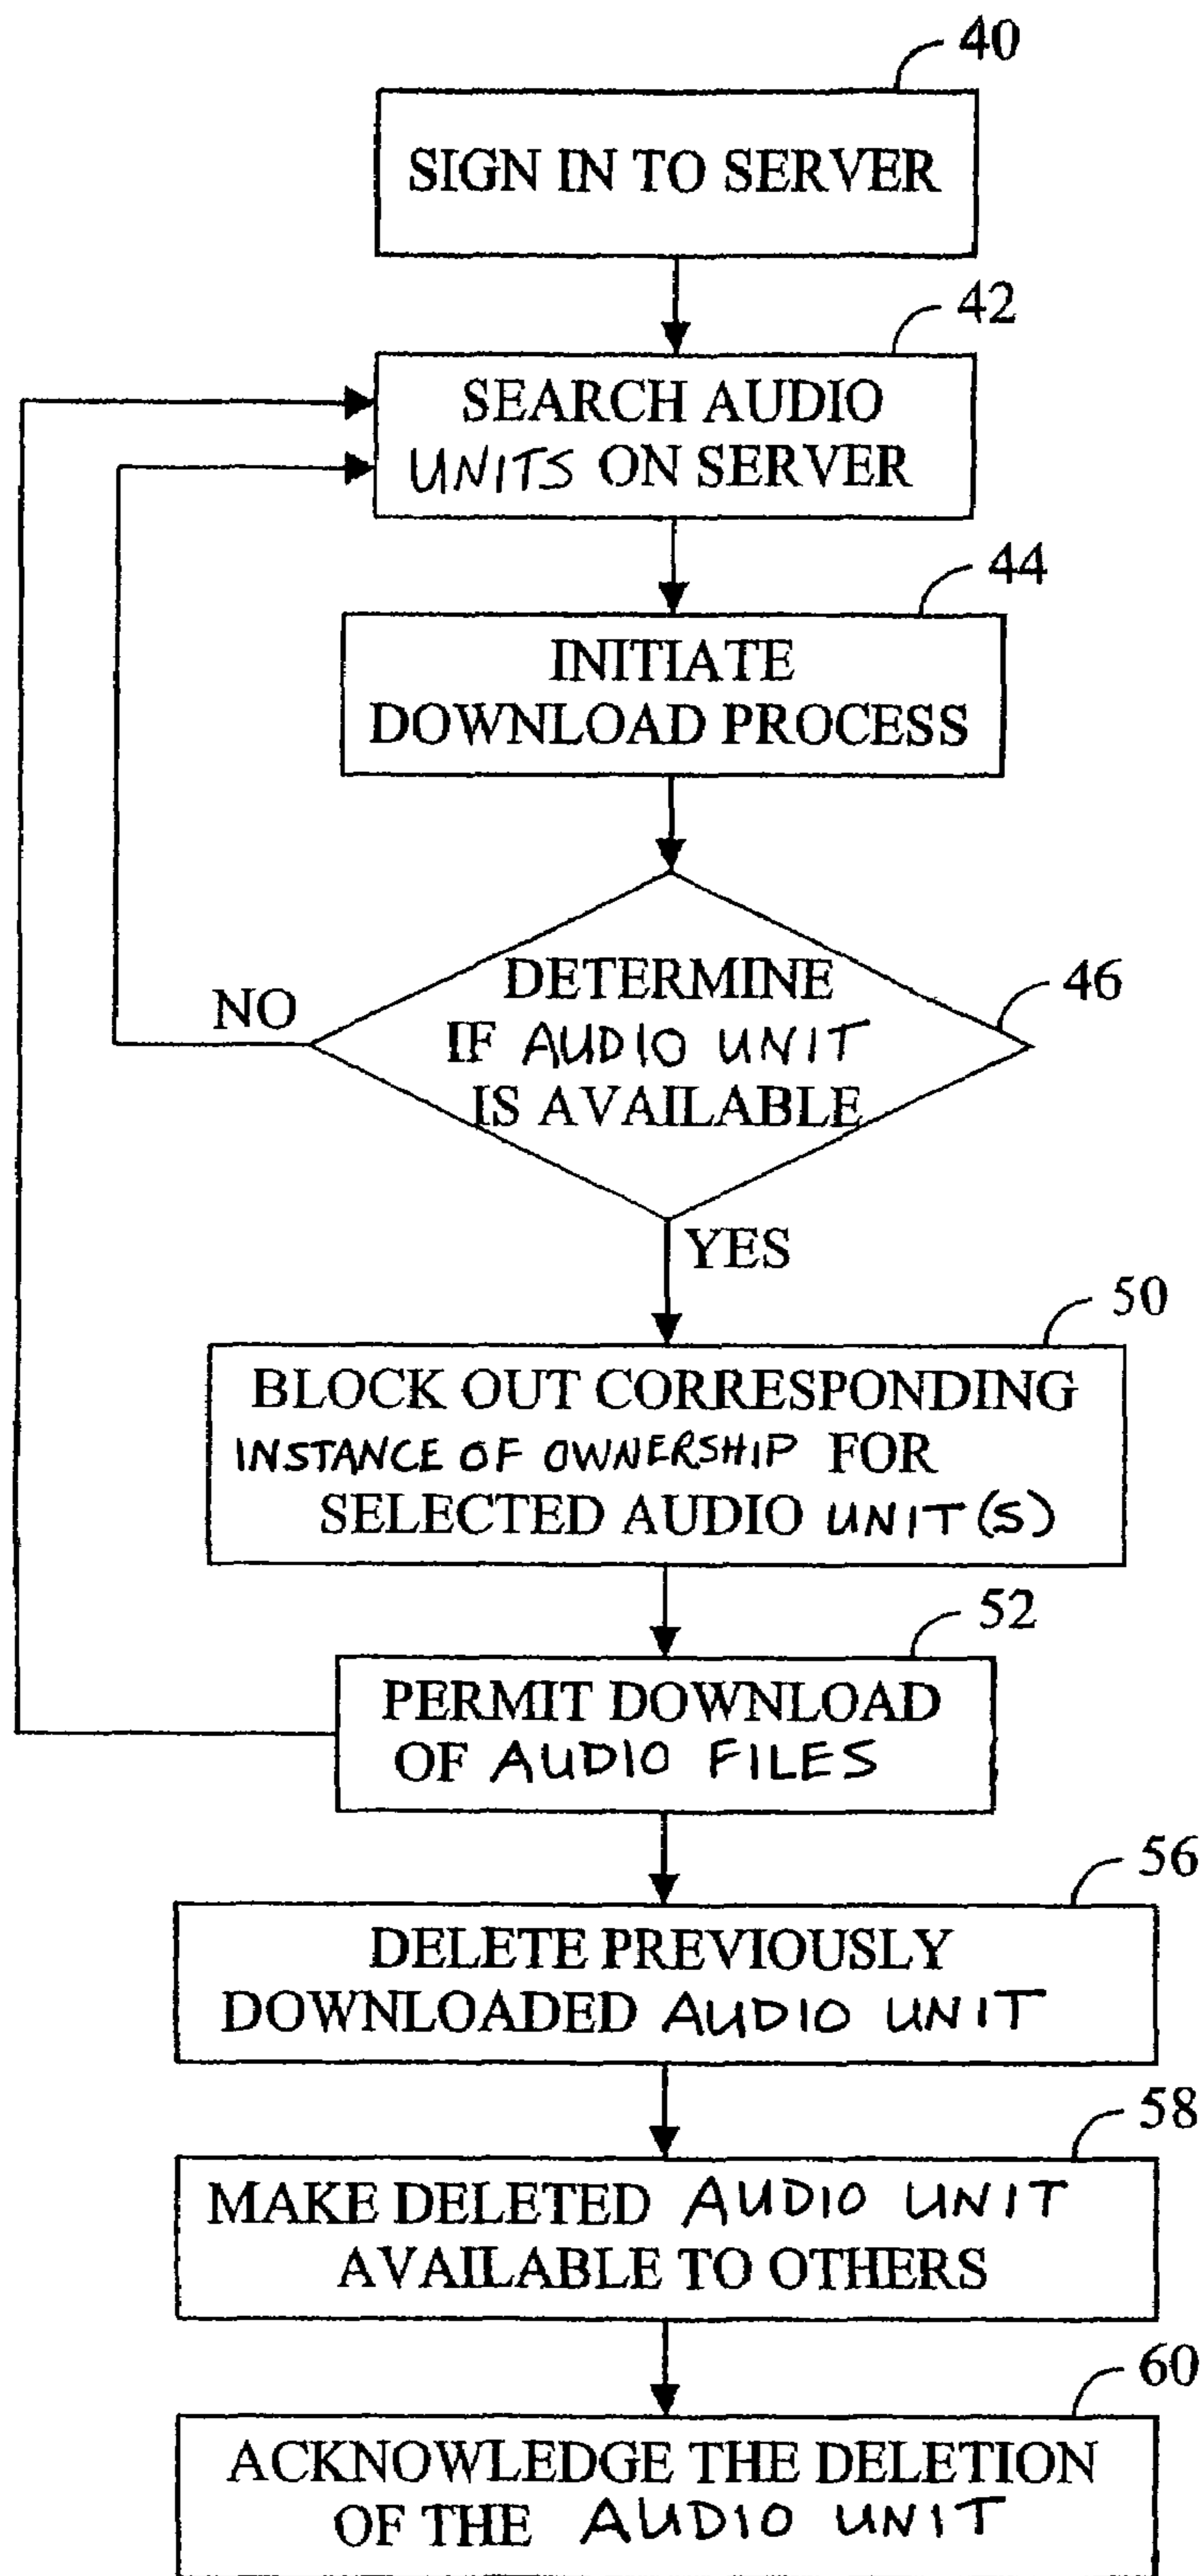 40
SIGN IN TO SERVER
42
SEARCH AUDIO
UNITS ON SERVER
44
INITIATE
DOWNLOAD PROCESS
46
DETERMINE
IF AUDIO UNIT
IS AVAILABLE
NO
YES
50
BLOCK OUT CORRESPONDING
INSTANCE OF OWNERSHIP FOR
SELECTED AUDIO UNIT(S)
52
PERMIT DOWNLOAD
OF AUDIO FILES
56
DELETE PREVIOUSLY
DOWNLOADED AUDIO UNIT
58
MAKE DELETED AUDIO UNIT
AVAILABLE TO OTHERS
60
ACKNOWLEDGE THE DELETION
OF THE AUDIO UNIT